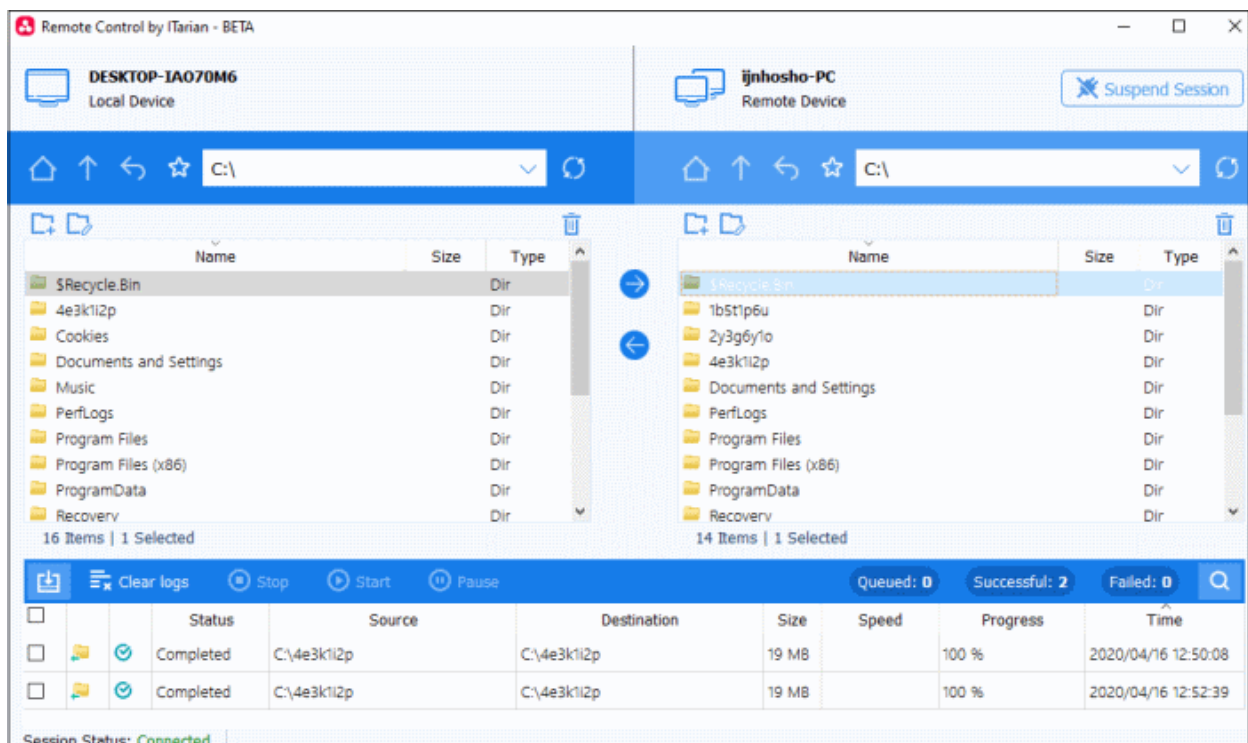 Remote Control by ITarian - BETA
DESKTOP-IAO70M6
Local Device
ijnhosho-PC
Remote Device
Suspend Session
C:\
C:\
Name Size Type
$Recycle.Bin Dir
4e3k1i2p Dir
Cookies Dir
Documents and Settings Dir
Music Dir
PerfLogs Dir
Program Files Dir
Program Files (x86) Dir
ProgramData Dir
Recovery Dir
16 Items | 1 Selected
Name Size Type
$Recycle.Bin Dir
1b5t1p6u Dir
2y3g6y1o Dir
4e3k1i2p Dir
Documents and Settings Dir
PerfLogs Dir
Program Files Dir
Program Files (x86) Dir
ProgramData Dir
Recovery Dir
14 Items | 1 Selected
Clear logs Stop Start Pause Queued: 0 Successful: 2 Failed: 0
Status Source Destination Size Speed Progress Time
Completed C:\4e3k1i2p C:\4e3k1i2p 19 MB 100 % 2020/04/16 12:50:08
Completed C:\4e3k1i2p C:\4e3k1i2p 19 MB 100 % 2020/04/16 12:52:39
Session Status: Connected